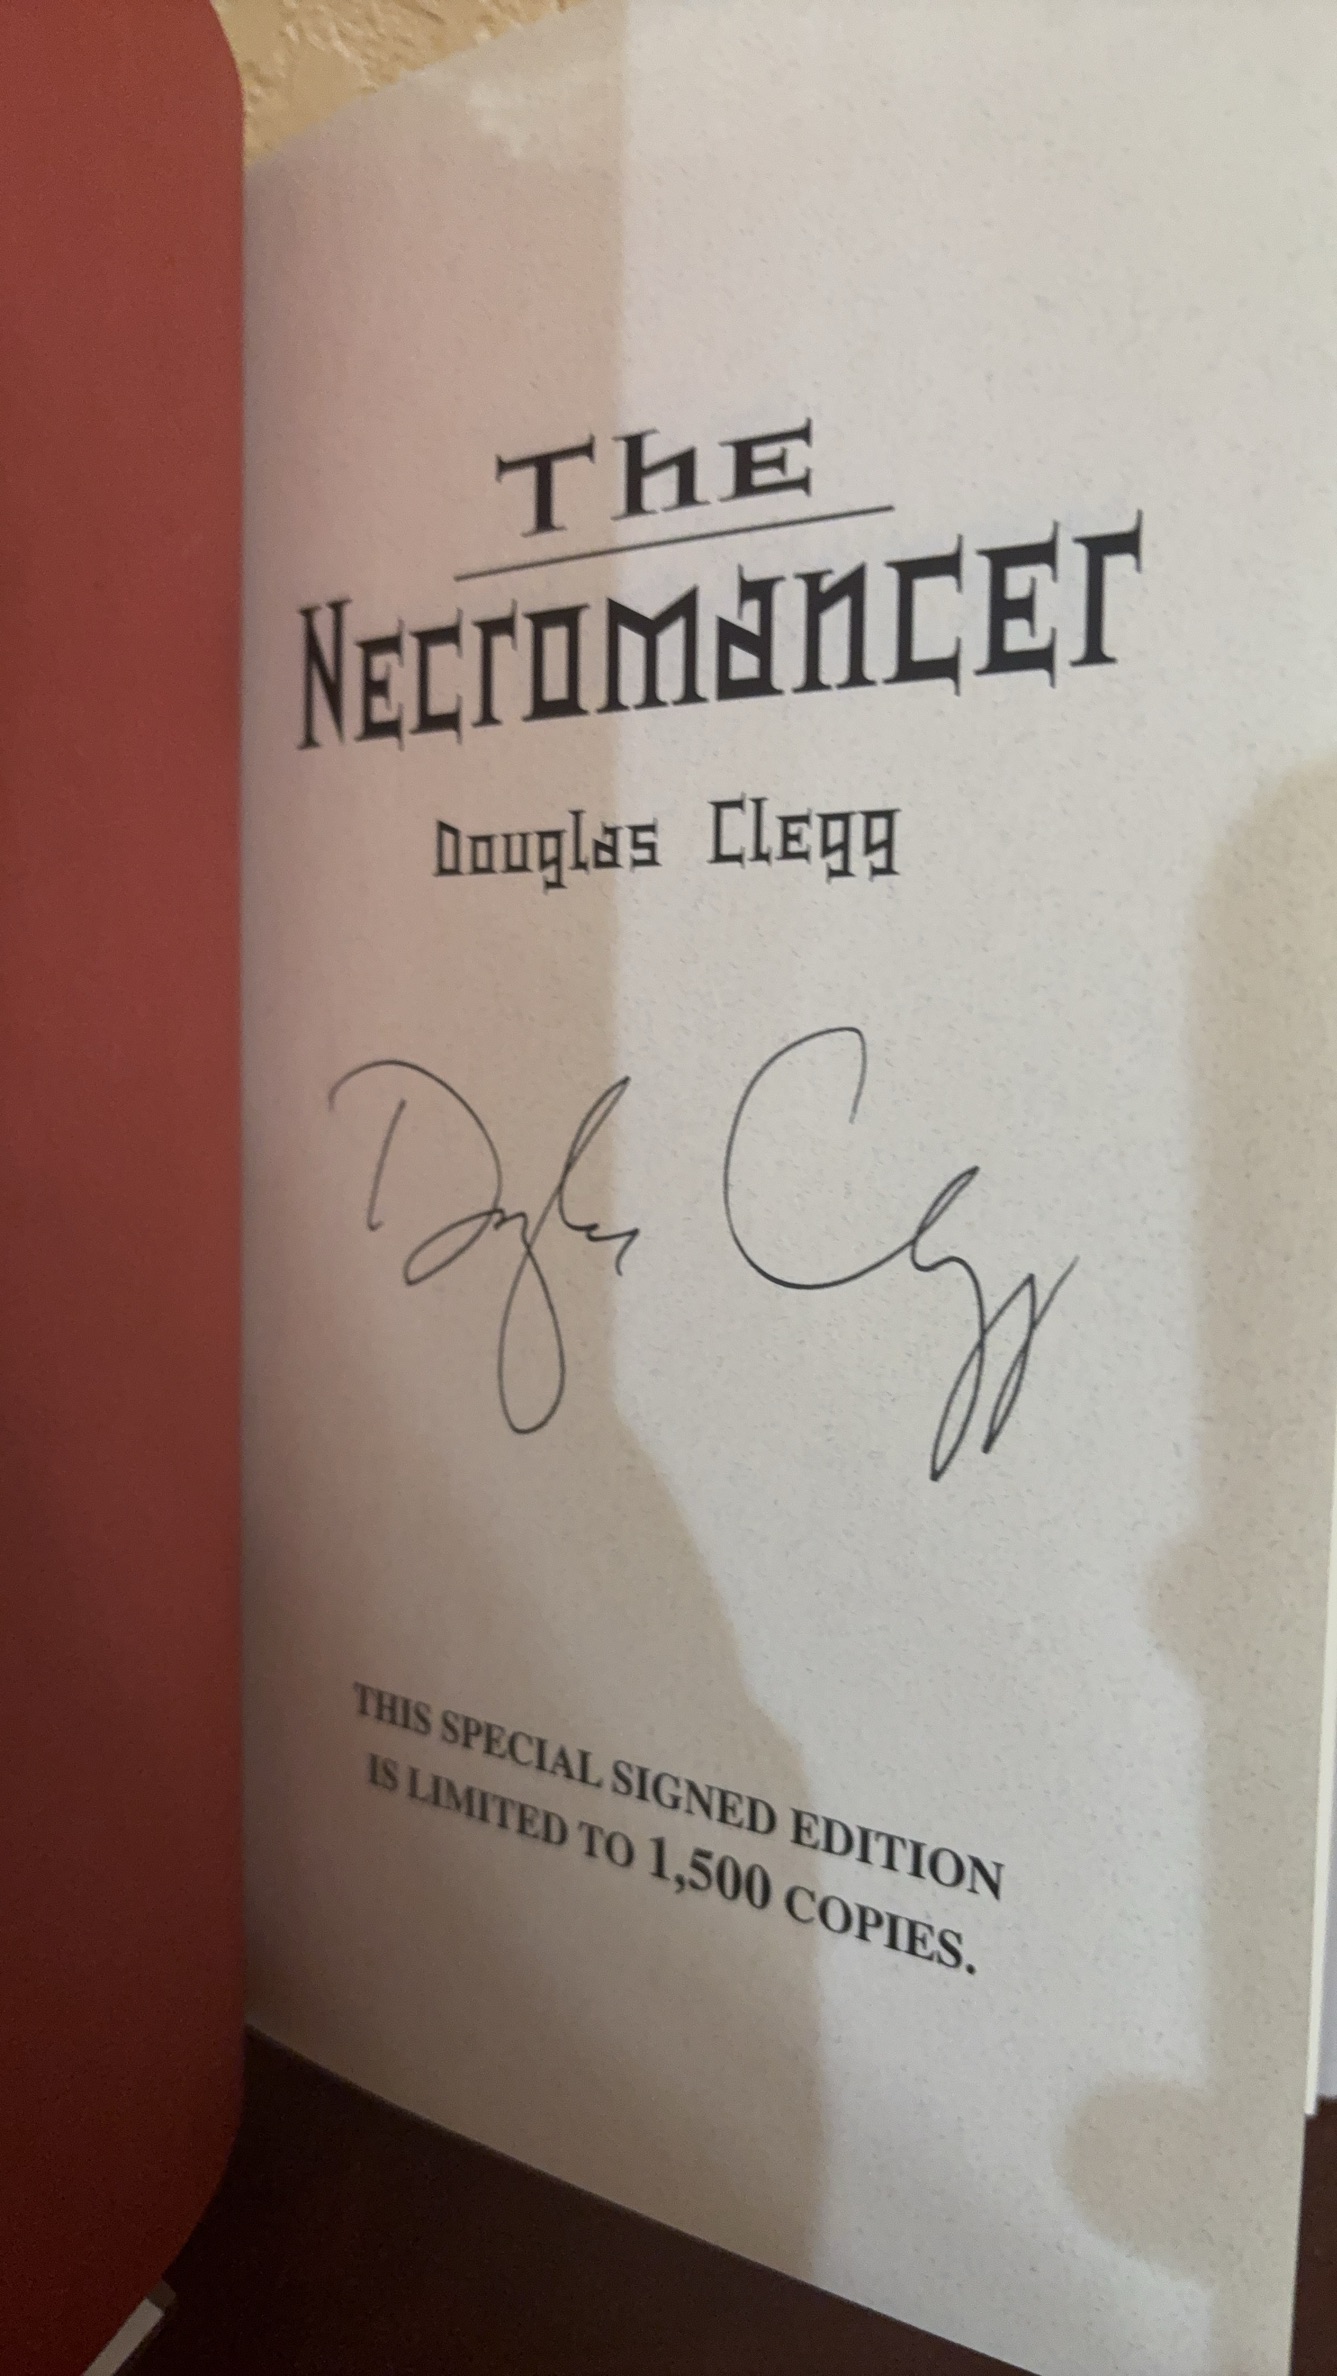 The
Necromancer
Douglas Clegg
Douglas Clegg
THIS SPECIAL SIGNED EDITION
IS LIMITED TO 1,500 COPIES.